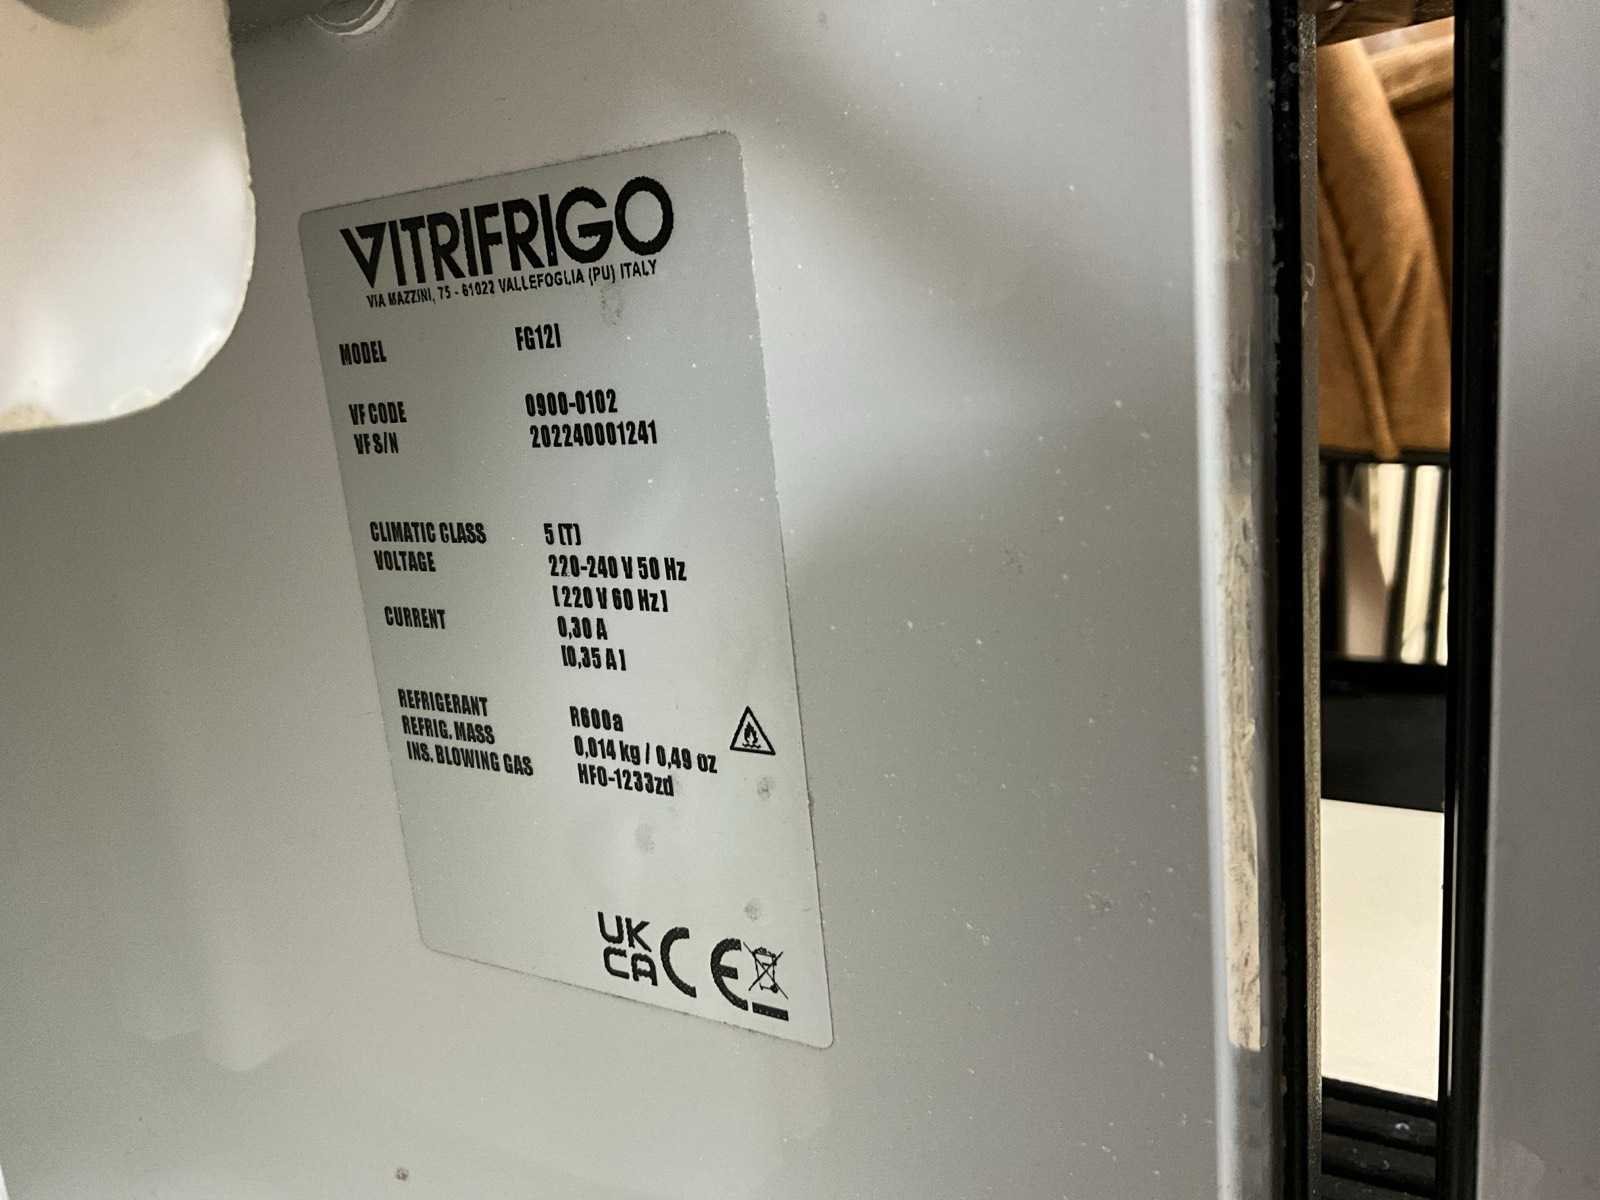 VITRIFRIGO
VIA MAZZINI, 75 - 61022 VALLEFOGLIA (PU) ITALY
MODEL FG12I
VF CODE 0900-0102
VF S/N 202240001241
CLIMATIC CLASS 5 (T)
VOLTAGE 220-240 V 50 Hz
[220 V 60 Hz]
CURRENT 0,30 A
[0,35 A]
REFRIGERANT R600a
REFRIG. MASS 0,014 kg / 0,49 oz
INS. BLOWING GAS HFO-1233zd
UK
CA CE